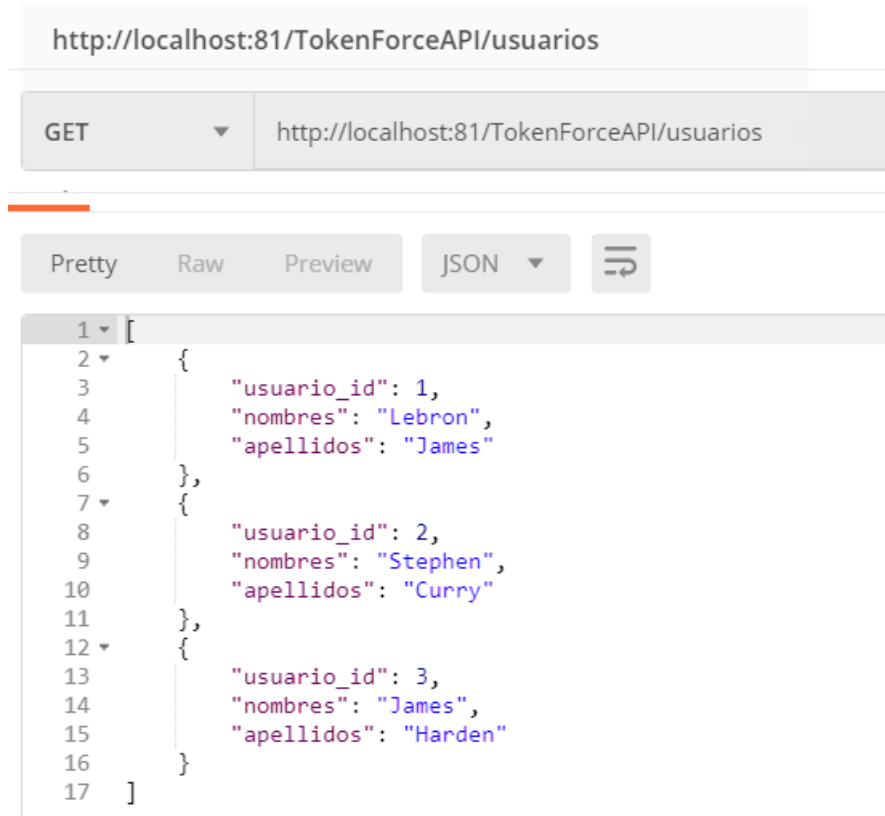 http://localhost:81/TokenForceAPI/usuarios
GET http://localhost:81/TokenForceAPI/usuarios
Pretty Raw Preview JSON
1 [
2 {
3 "usuario_id": 1,
4 "nombres": "Lebron",
5 "apellidos": "James"
6 },
7 {
8 "usuario_id": 2,
9 "nombres": "Stephen",
10 "apellidos": "Curry"
11 },
12 {
13 "usuario_id": 3,
14 "nombres": "James",
15 "apellidos": "Harden"
16 }
17 ]